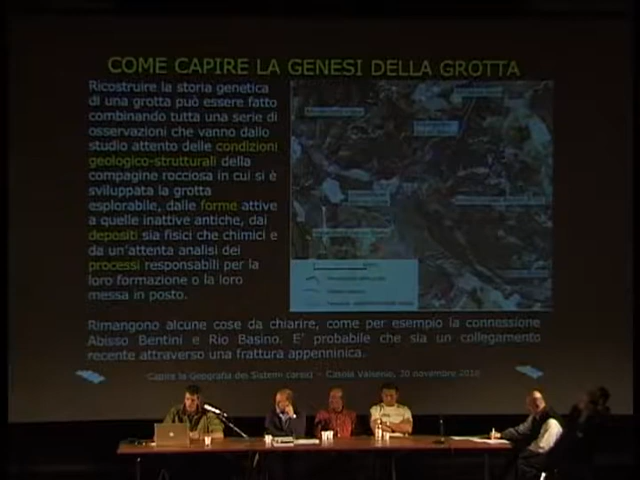 COME CAPIRE LA GENESI DELLA GROTTA
Ricostruire la storia genetica
di una grotta può essere fatto
combinando tutta una serie di
osservazioni che vanno dallo
studio attento delle condizioni
geologico-strutturali della
compagine rocciosa in cui si è
sviluppata la grotta
esplorabile, dalle forme attive
a quelle inattive antiche, dai
depositi sia fisici che chimici e
da un'attenta analisi dei
processi responsabili per la
loro formazione o la loro
messa in posto.
Rimangono alcune cose da chiarire, come per esempio la connessione
Abisso Bentini e Rio Basino. E' probabile che sia un collegamento
recente attraverso una frattura appenninica.
Capire la Geografia dei Sistemi carsici – Casola Valsenio, 20 novembre 2010